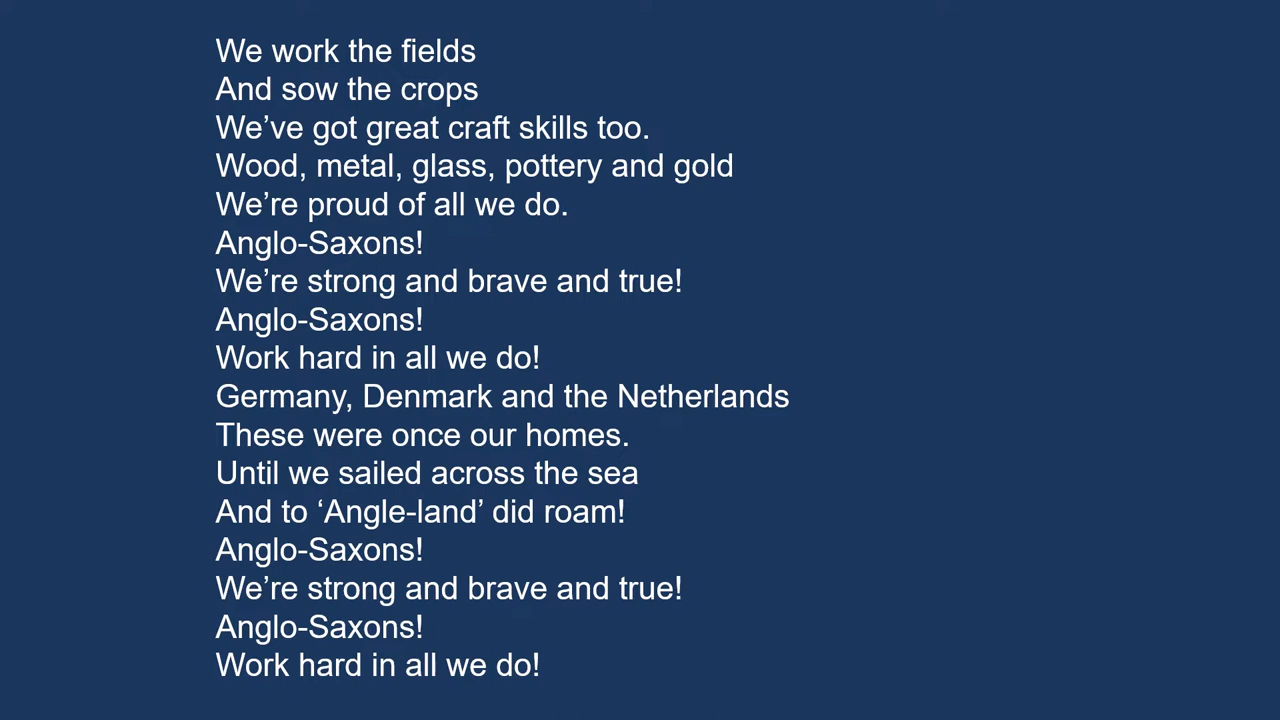 We work the fields
And sow the crops
We’ve got great craft skills too.
Wood, metal, glass, pottery and gold
We’re proud of all we do.
Anglo-Saxons!
We’re strong and brave and true!
Anglo-Saxons!
Work hard in all we do!
Germany, Denmark and the Netherlands
These were once our homes.
Until we sailed across the sea
And to ‘Angle-land’ did roam!
Anglo-Saxons!
We’re strong and brave and true!
Anglo-Saxons!
Work hard in all we do!